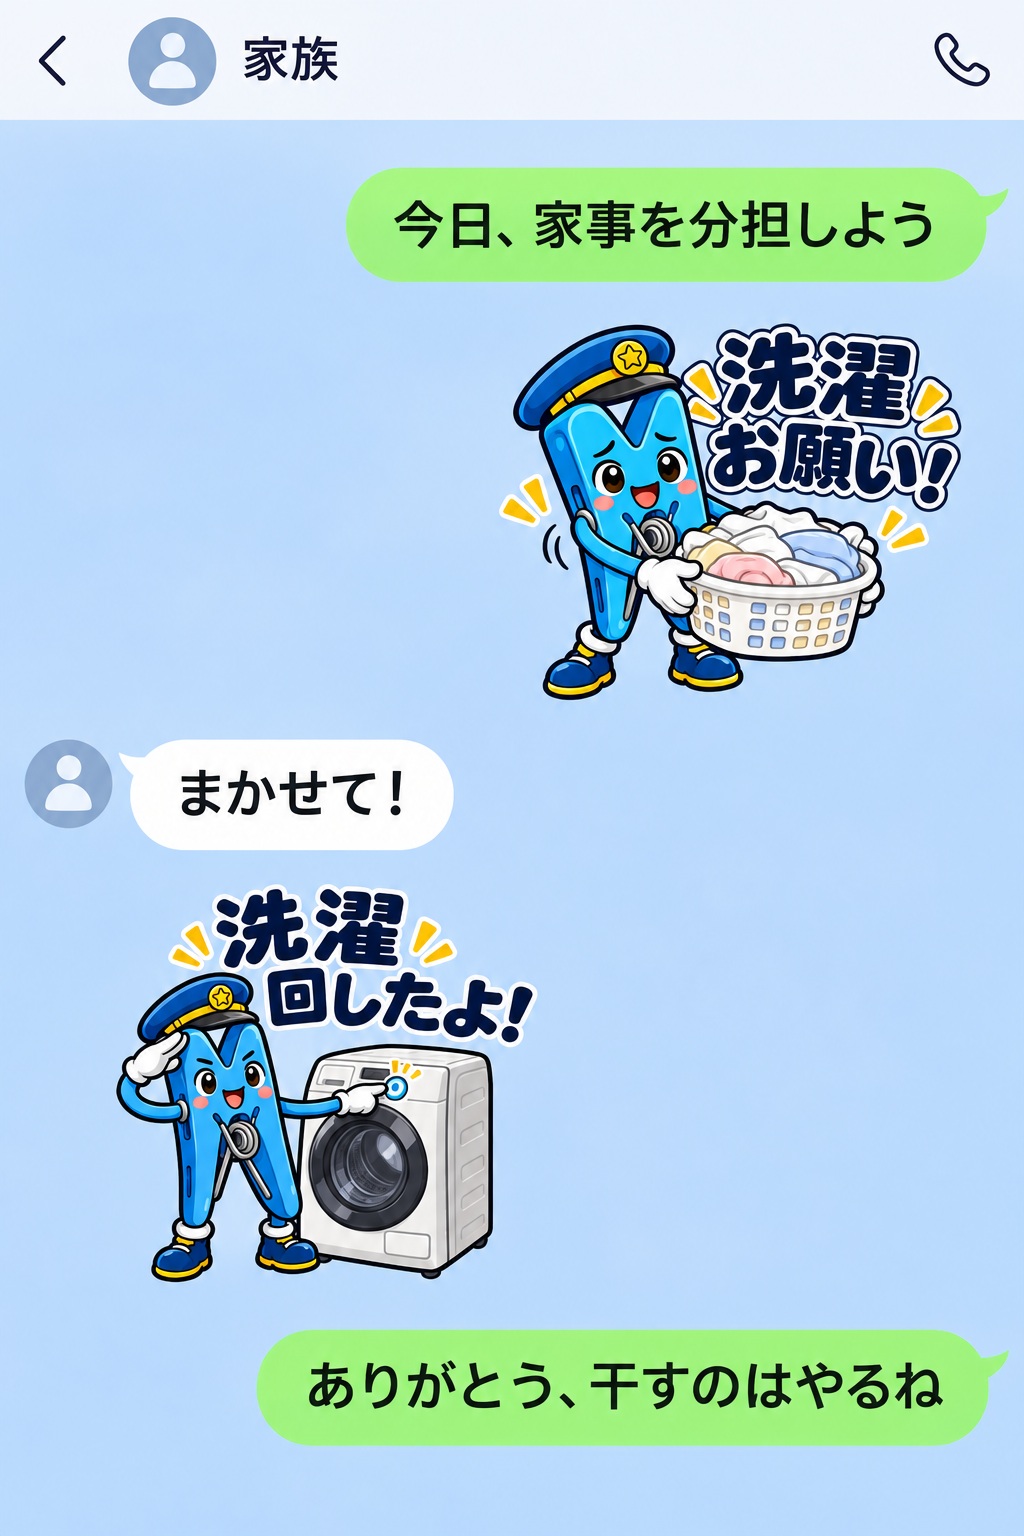 家族
今日、家事を分担しよう
洗濯
お願い!
まかせて!
洗濯
回したよ!
ありがとう、干すのはやるね